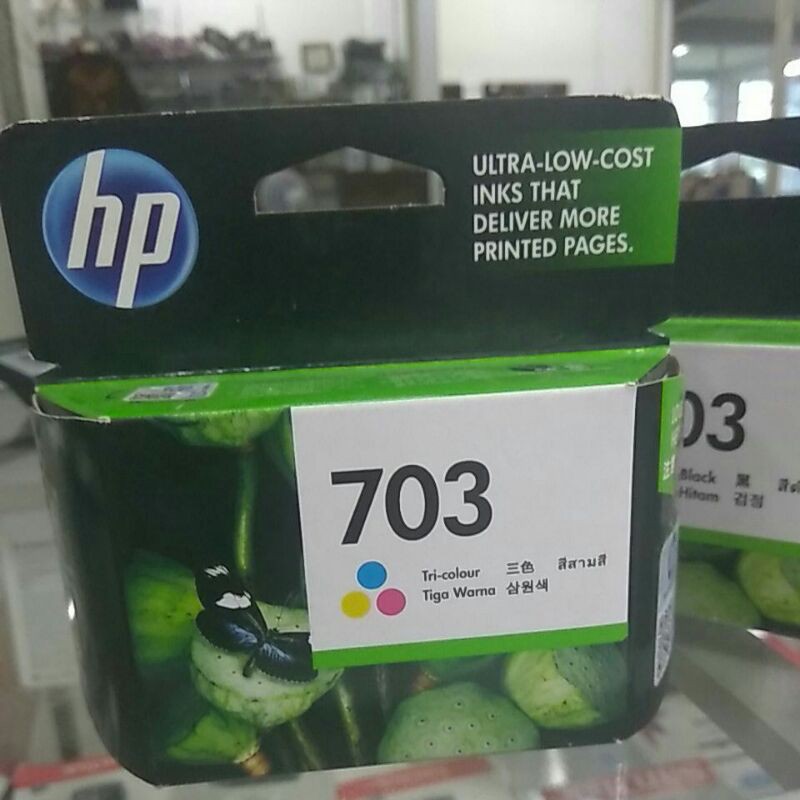 hp
ULTRA-LOW-COST
INKS THAT
DELIVER MORE
PRINTED PAGES.
703
Tri-colour 三色 สีสามสี
Tiga Warna 삼원색
03
Black 黑
Hitam 검정